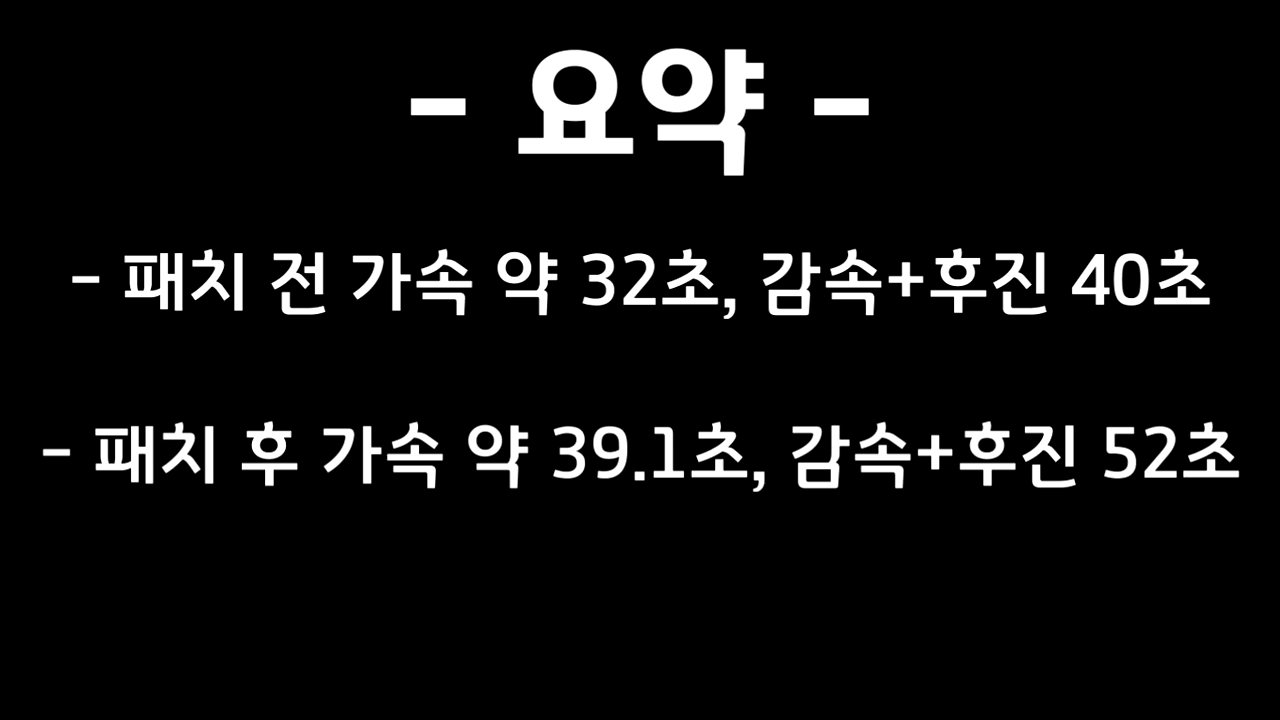 - 요약 -
- 패치 전 가속 약 32초, 감속+후진 40초
- 패치 후 가속 약 39.1초, 감속+후진 52초